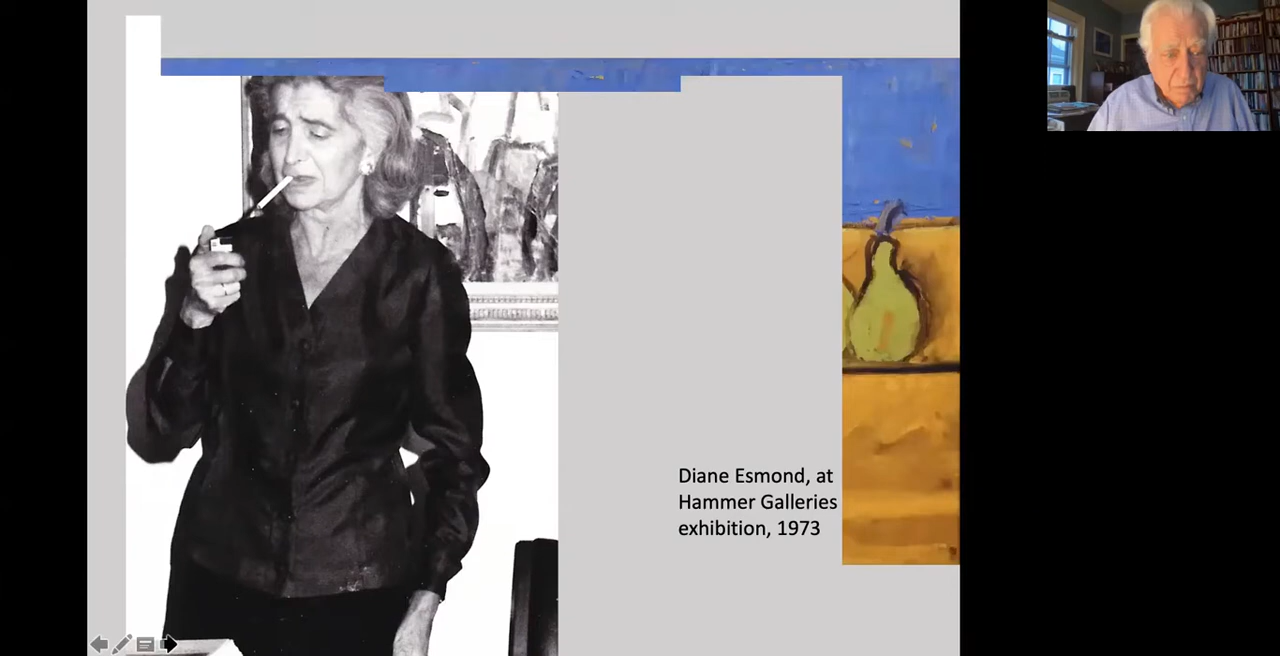 Diane Esmond, at
Hammer Galleries
exhibition, 1973